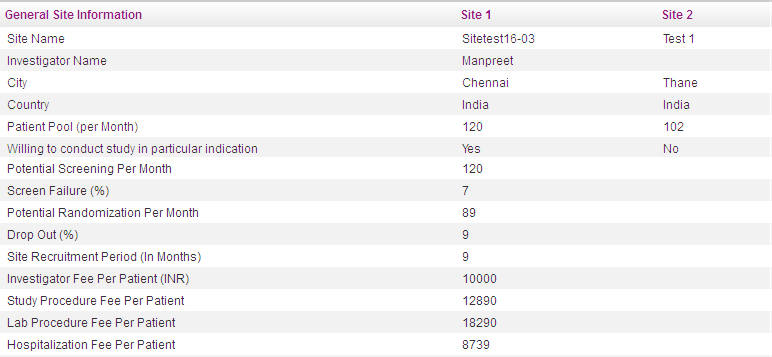 General Site Information Site 1 Site 2
Site Name Sitetest16-03 Test 1
Investigator Name Manpreet
City Chennai Thane
Country India India
Patient Pool (per Month) 120 102
Willing to conduct study in particular indication Yes No
Potential Screening Per Month 120
Screen Failure (%) 7
Potential Randomization Per Month 89
Drop Out (%) 9
Site Recruitment Period (In Months) 9
Investigator Fee Per Patient (INR) 10000
Study Procedure Fee Per Patient 12890
Lab Procedure Fee Per Patient 18290
Hospitalization Fee Per Patient 8739